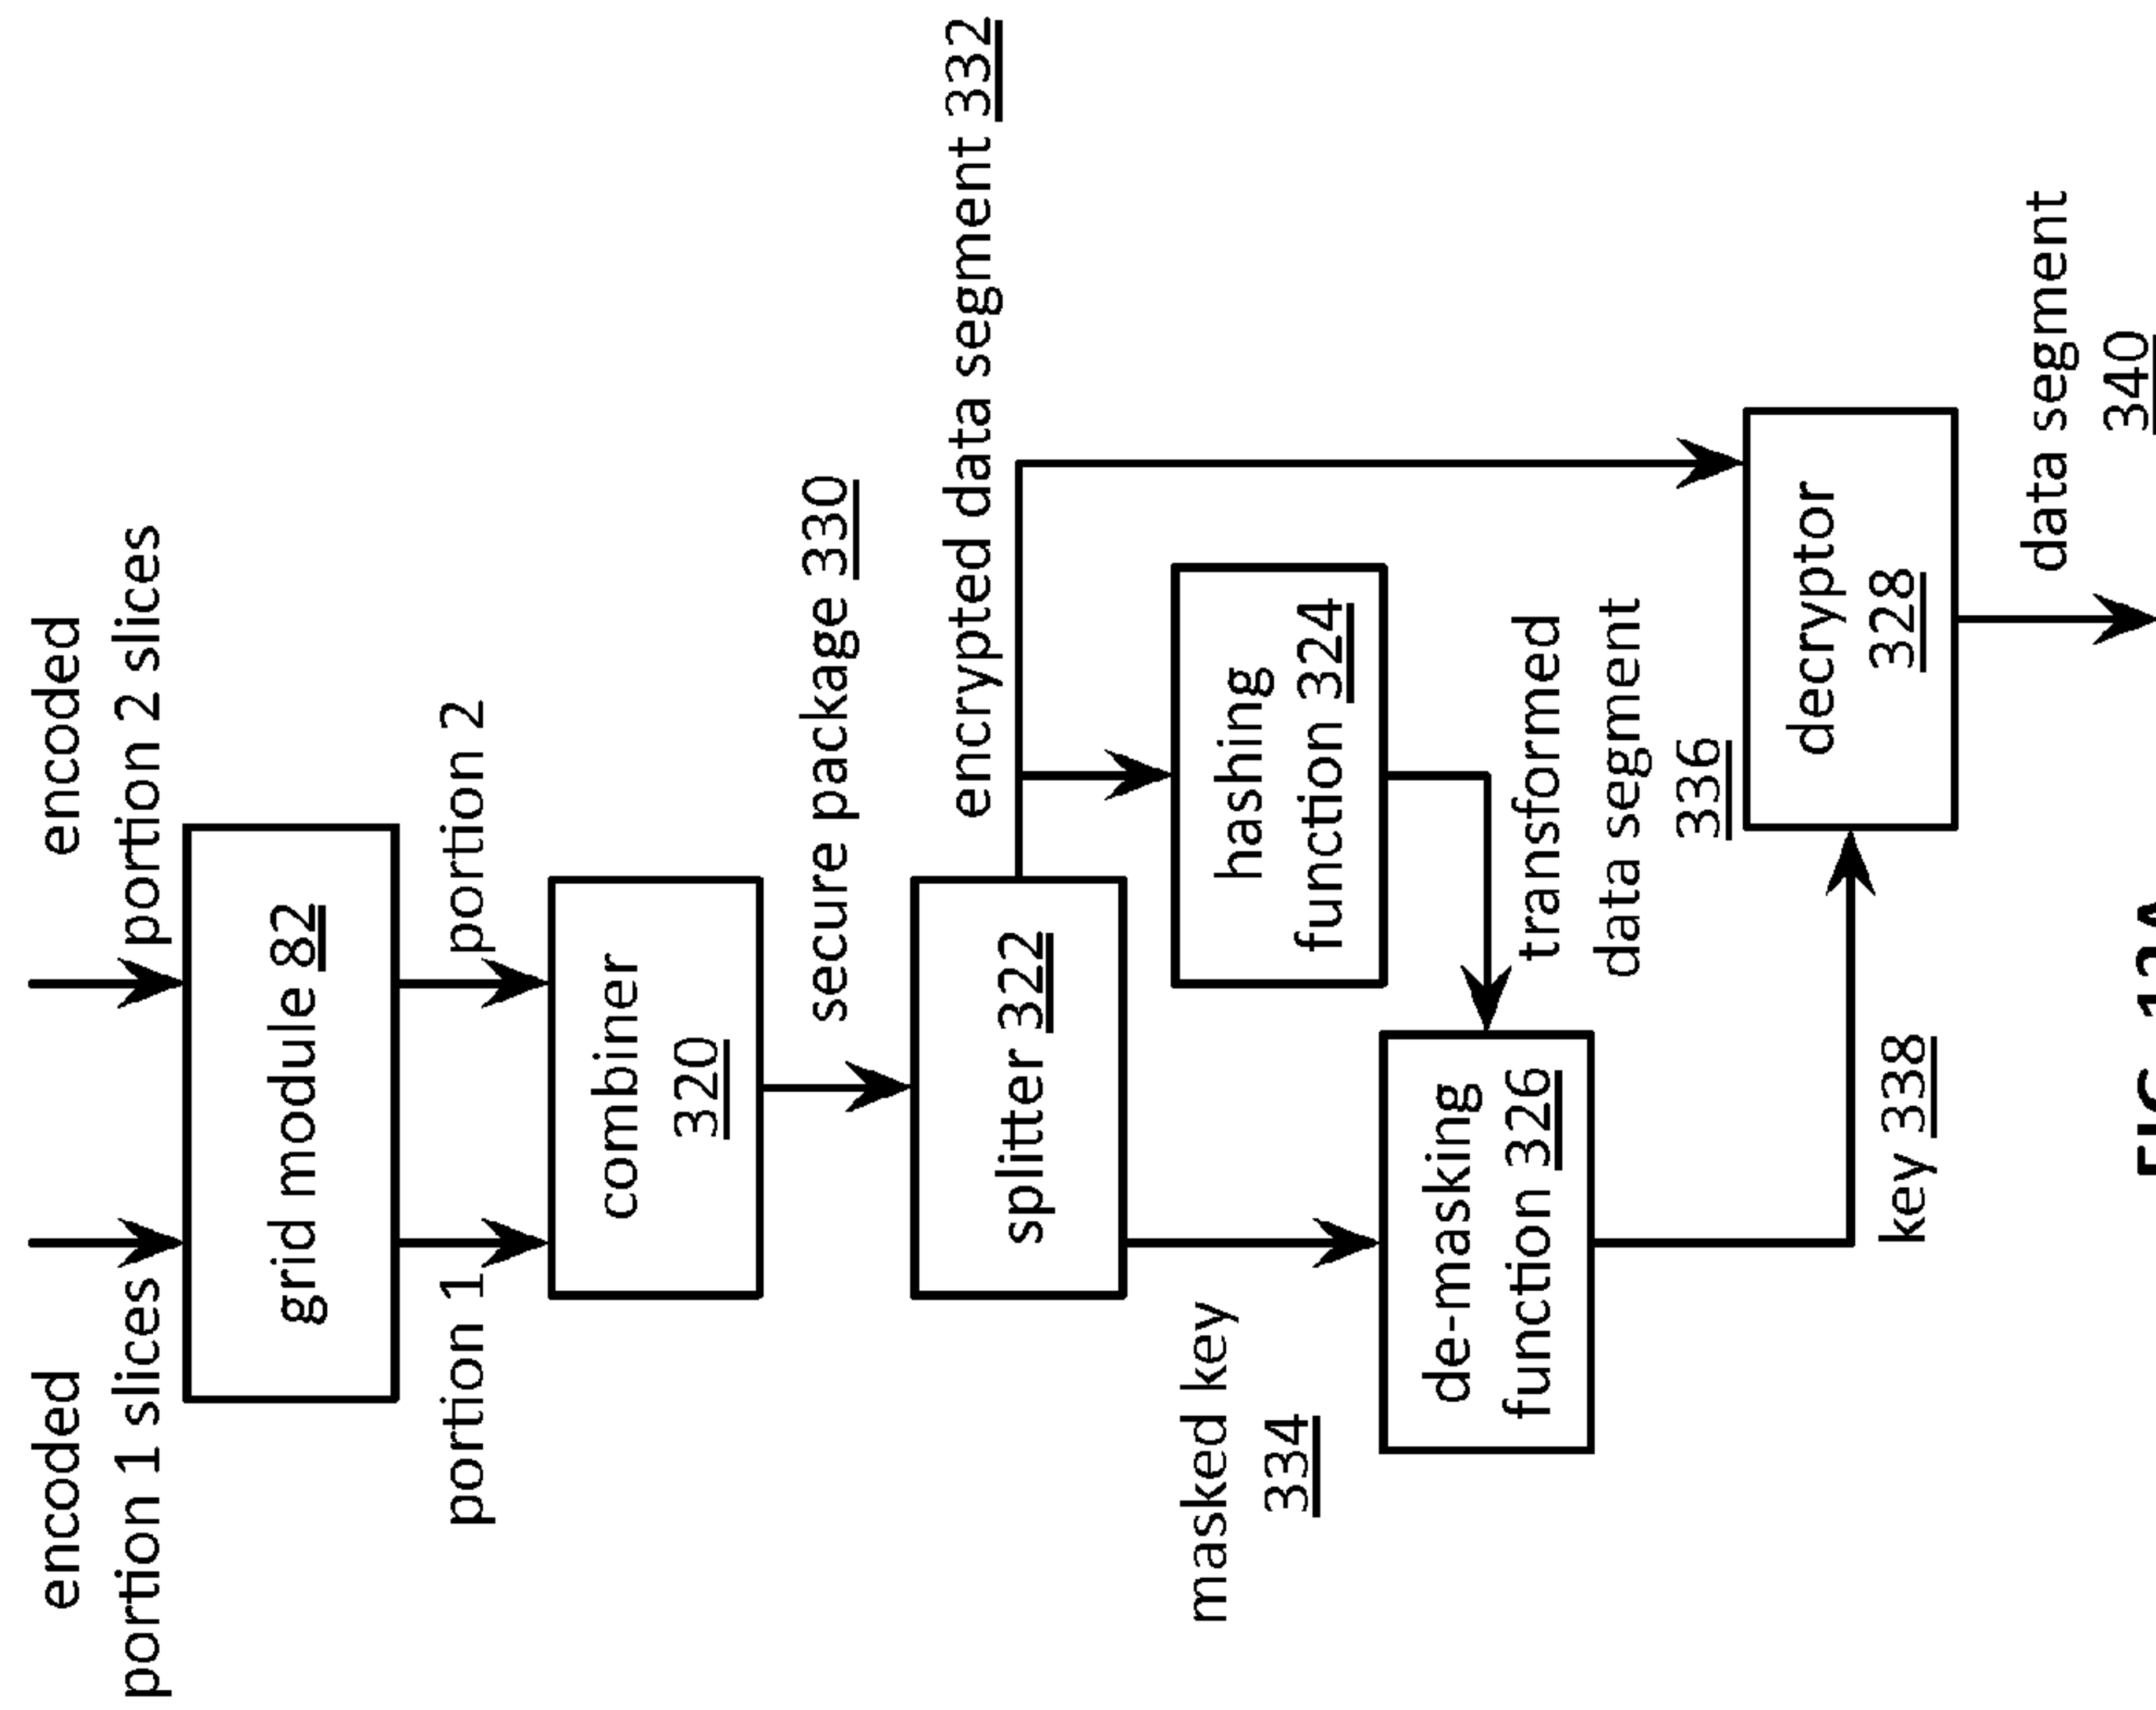 encoded
portion 1 slices
encoded
portion 2 slices
grid module 82
portion 1
portion 2
combiner
320
secure package 330
splitter 322
encrypted data segment 332
masked key
334
hashing
function 324
de-masking
function 326
transformed
data segment
336
key 338
decryptor
328
data segment
340